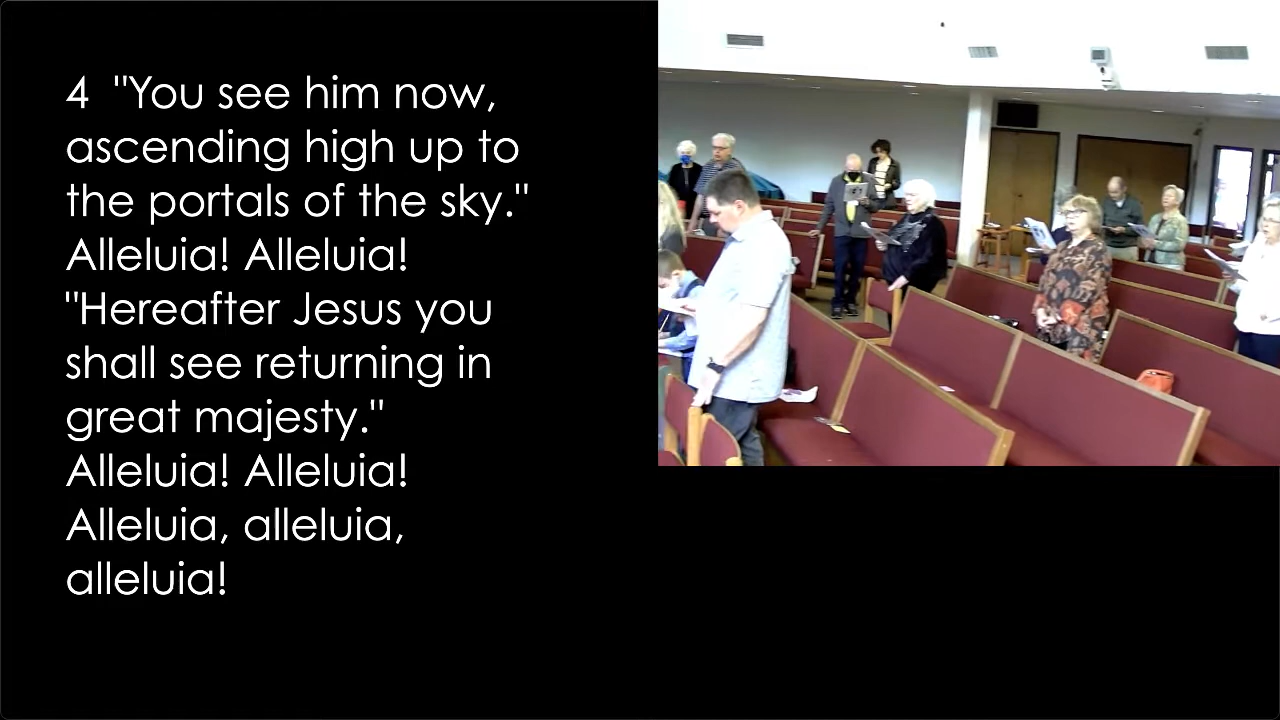 4 "You see him now,
ascending high up to
the portals of the sky."
Alleluia! Alleluia!
"Hereafter Jesus you
shall see returning in
great majesty."
Alleluia! Alleluia!
Alleluia, alleluia,
alleluia!